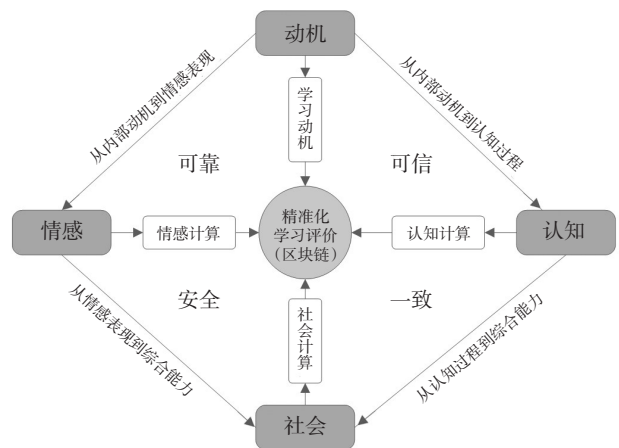 动机
从内部动机到情感表现
学习动机
从内部动机到认知过程
可靠
可信
情感
情感计算
精准化
学习评价
（区块链）
认知计算
认知
安全
一致
从情感表现到综合能力
社会计算
从认知过程到综合能力
社会